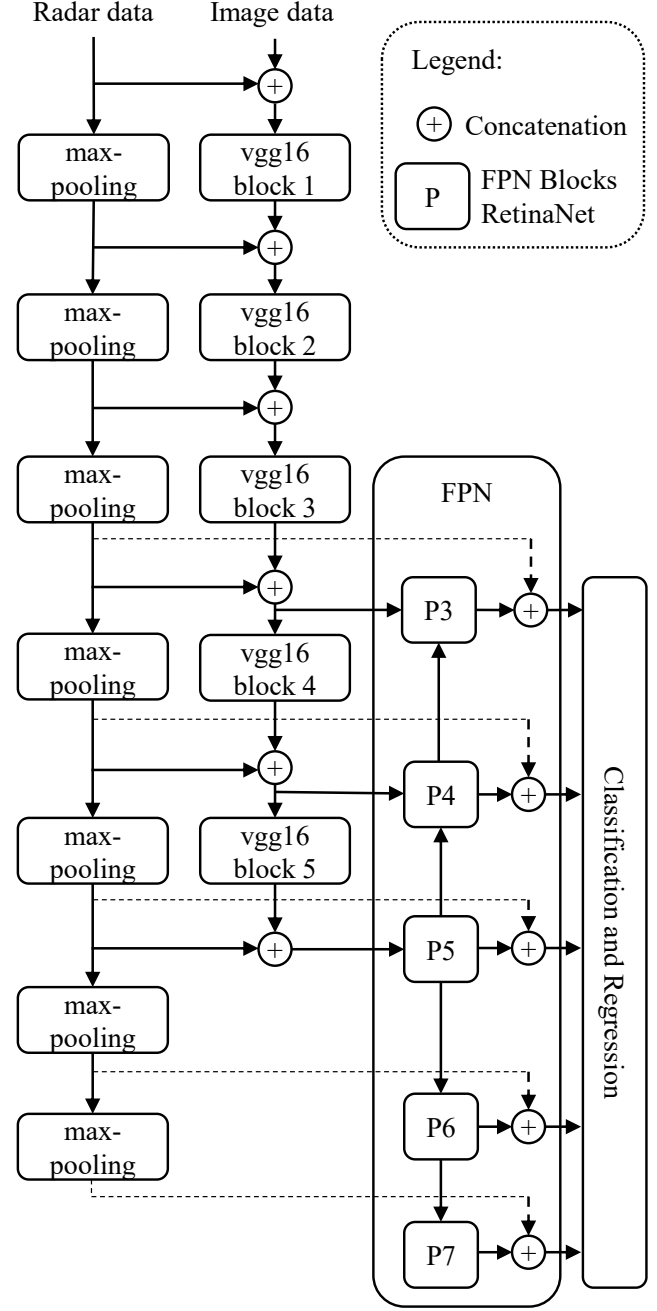 Radar data
Image data
Legend:
+
Concatenation
P
FPN Blocks
RetinaNet
+
max-
pooling
vgg16
block 1
+
max-
pooling
vgg16
block 2
+
max-
pooling
vgg16
block 3
FPN
+
P3
+
max-
pooling
vgg16
block 4
+
P4
+
max-
pooling
vgg16
block 5
+
P5
+
max-
pooling
P6
+
max-
pooling
P7
+
Classification and Regression